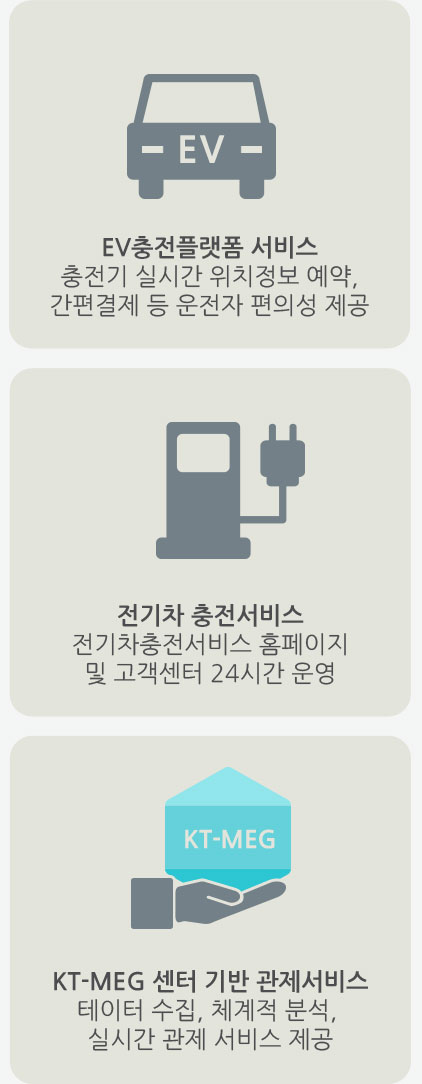 EV
EV충전플랫폼 서비스
충전기 실시간 위치정보 예약,
간편결제 등 운전자 편의성 제공
전기차 충전서비스
전기차충전서비스 홈페이지
및 고객센터 24시간 운영
KT-MEG
KT-MEG 센터 기반 관제서비스
테이터 수집, 체계적 분석,
실시간 관제 서비스 제공